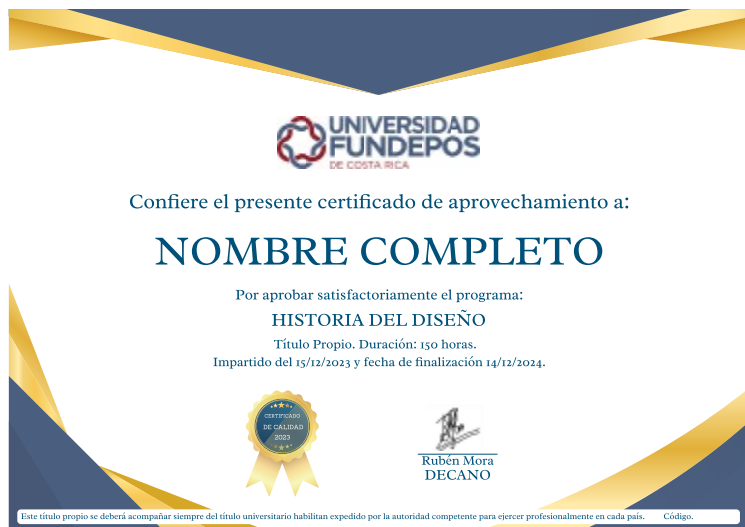 UNIVERSIDAD
FUNDEPOS
DE COSTA RICA
Confiere el presente certificado de aprovechamiento a:
NOMBRE COMPLETO
Por aprobar satisfactoriamente el programa:
HISTORIA DEL DISEÑO
Título Propio. Duración: 150 horas.
Impartido del 15/12/2023 y fecha de finalización 14/12/2024.
CERTIFICADO
DE CALIDAD
2023
Rubén Mora
DECANO
Este título propio se deberá acompañar siempre del título universitario habilitan expedido por la autoridad competente para ejercer profesionalmente en cada país. Código.